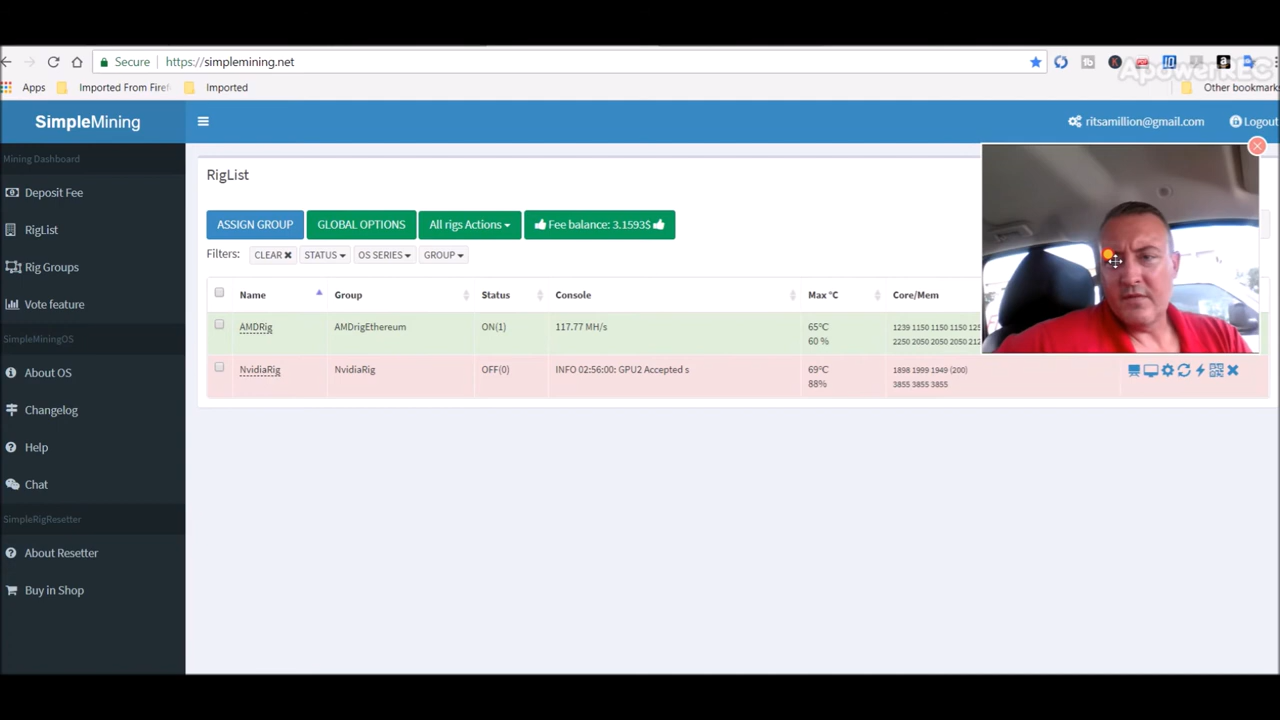 Secure https://simplemining.net
ApowerREC
Apps Imported From Firef Imported Other bookmark
SimpleMining ritsamillion@gmail.com Logout
Mining Dashboard
Deposit Fee
RigList
Rig Groups
Vote feature
SimpleMiningOS
About OS
Changelog
Help
Chat
SimpleRigResetter
About Resetter
Buy in Shop
RigList
ASSIGN GROUP GLOBAL OPTIONS All rigs Actions Fee balance: 3.1593$
Filters: CLEAR STATUS OS SERIES GROUP
Name Group Status Console Max °C Core/Mem
AMDRig AMDrigEthereum ON(1) 117.77 MH/s 65°C 1239 1150 1150 1150
60 % 2250 2050 2050 2050
NvidiaRig NvidiaRig OFF(0) INFO 02:56:00: GPU2 Accepted s 69°C 1898 1999 1949 (200)
88% 3855 3855 3855